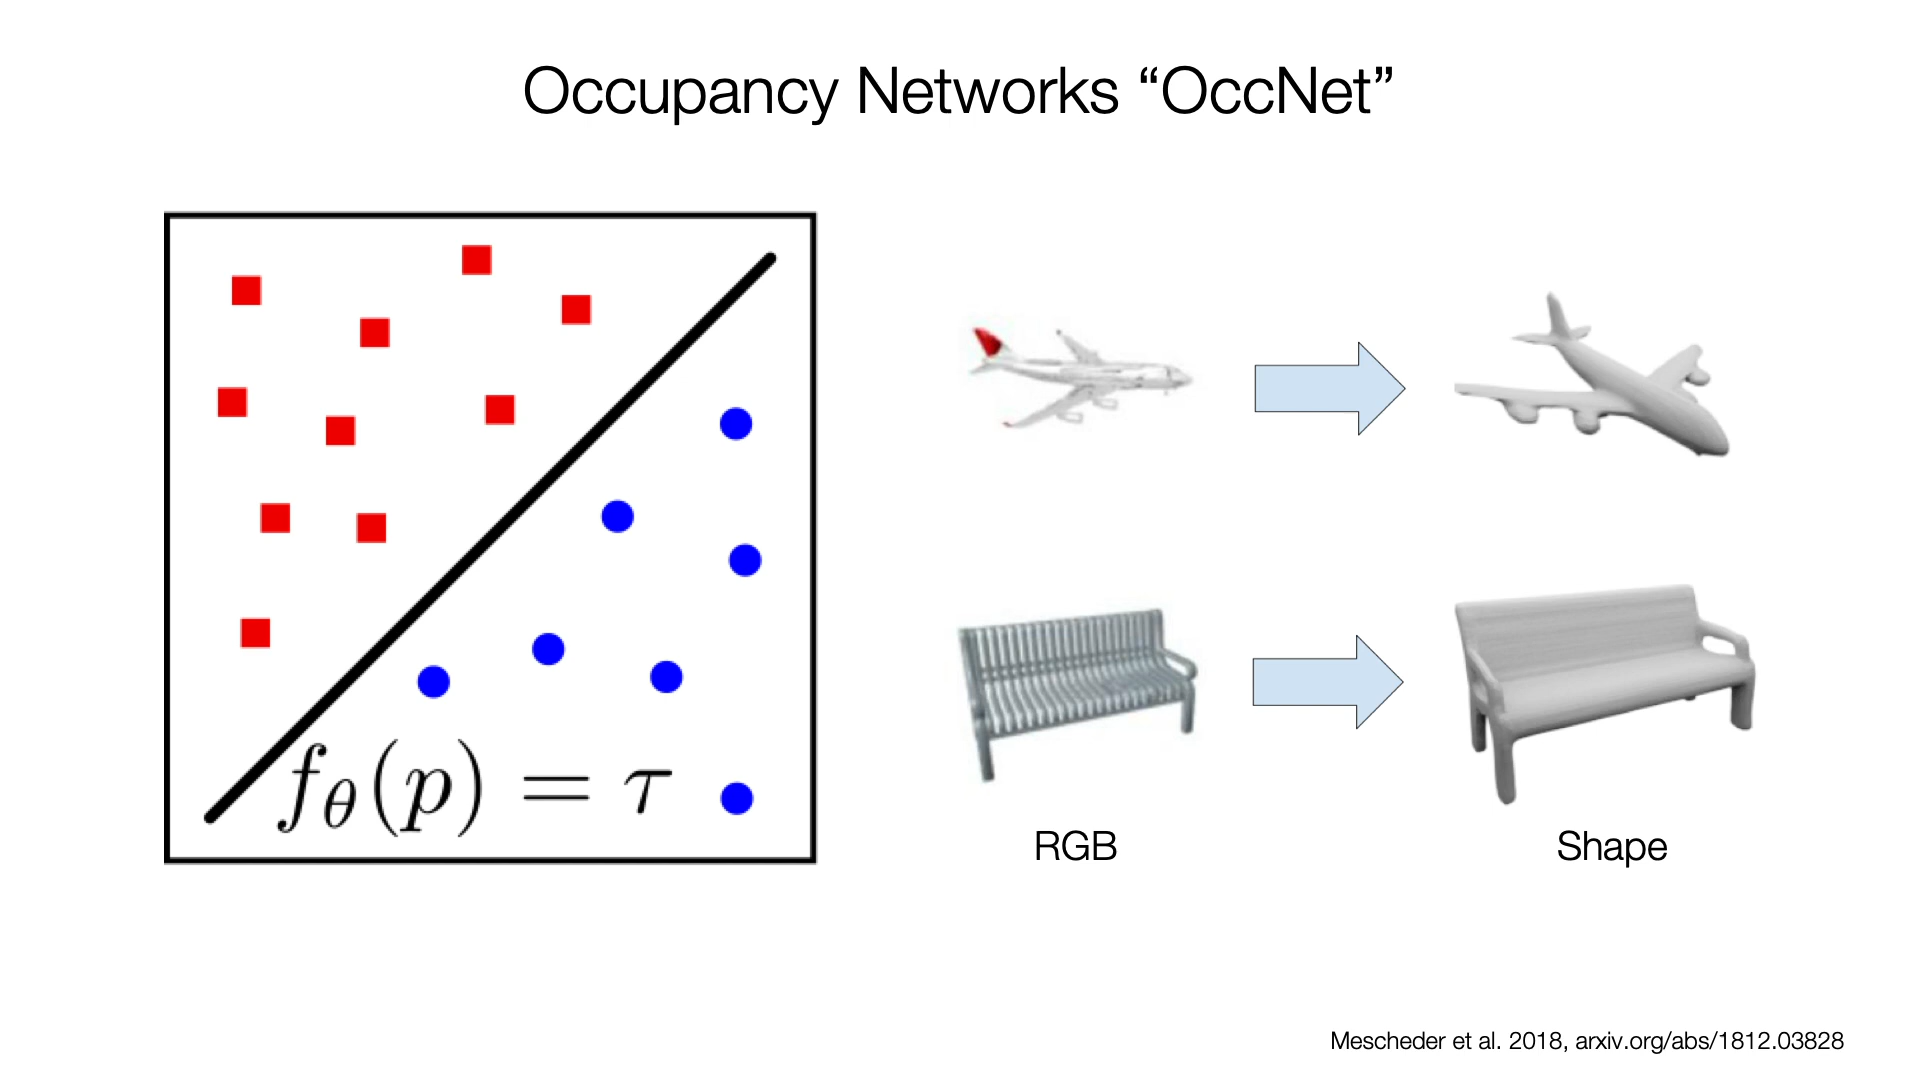 Occupancy Networks “OccNet”
fθ(p) = τ
RGB
Shape
Mescheder et al. 2018, arxiv.org/abs/1812.03828